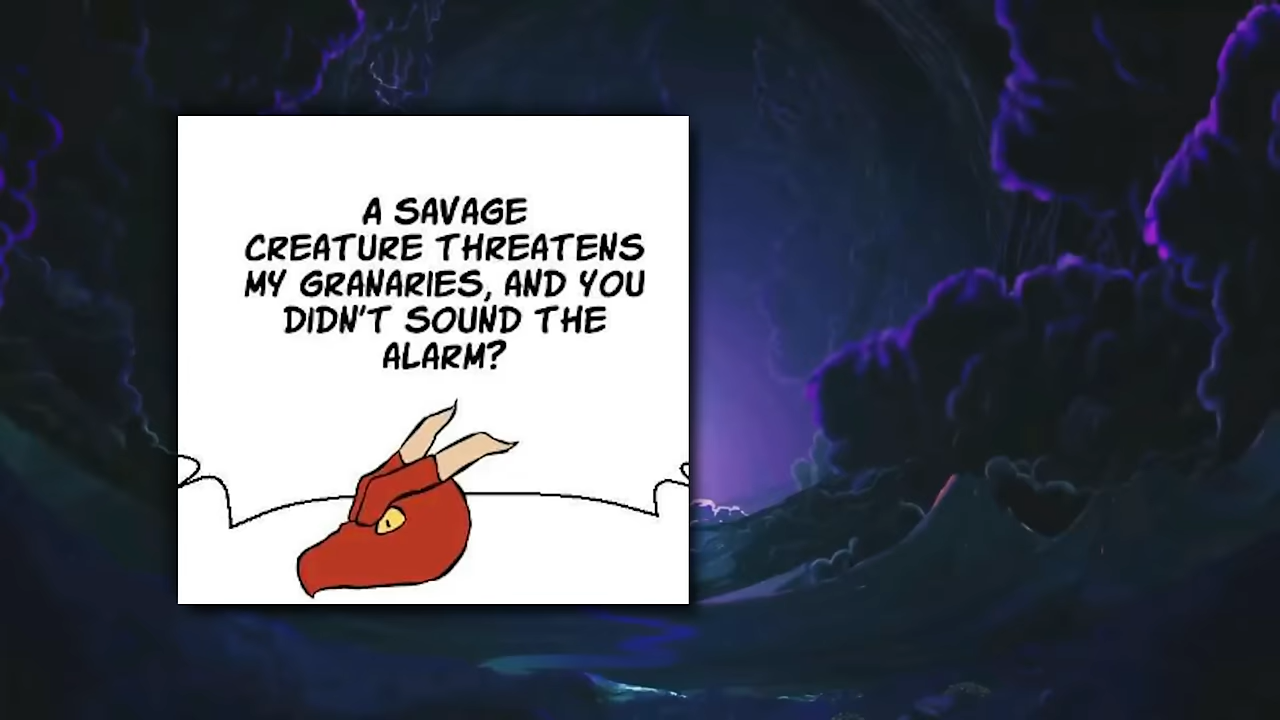 A SAVAGE
CREATURE THREATENS
MY GRANARIES, AND YOU
DIDN'T SOUND THE
ALARM?